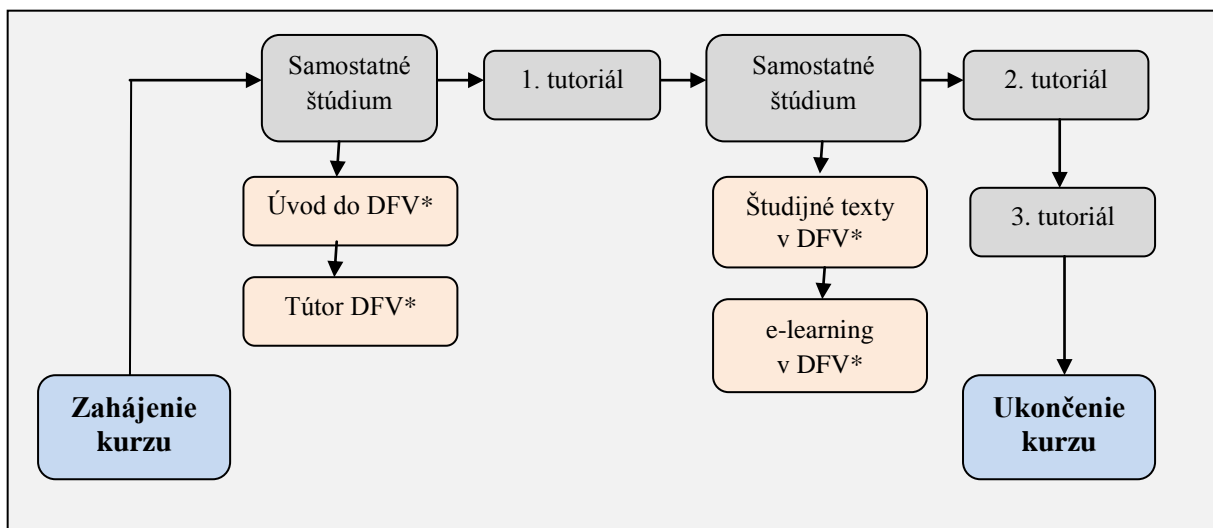 Samostatné
štúdium
1. tutoriál
Samostatné
štúdium
2. tutoriál
Úvod do DFV*
Študijné texty
v DFV*
3. tutoriál
Tútor DFV*
e-learning
v DFV*
Zahájenie
kurzu
Ukončenie
kurzu